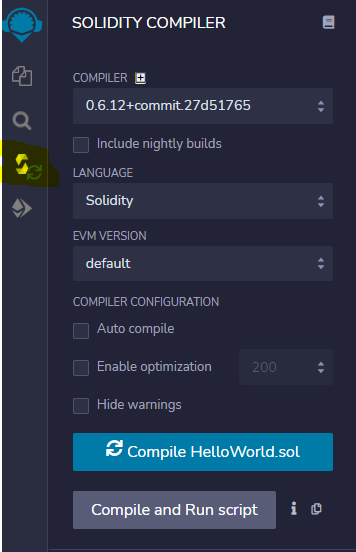 SOLIDITY COMPILER
COMPILER
0.6.12+commit.27d51765
Include nightly builds
LANGUAGE
Solidity
EVM VERSION
default
COMPILER CONFIGURATION
Auto compile
Enable optimization 200
Hide warnings
Compile HelloWorld.sol
Compile and Run script